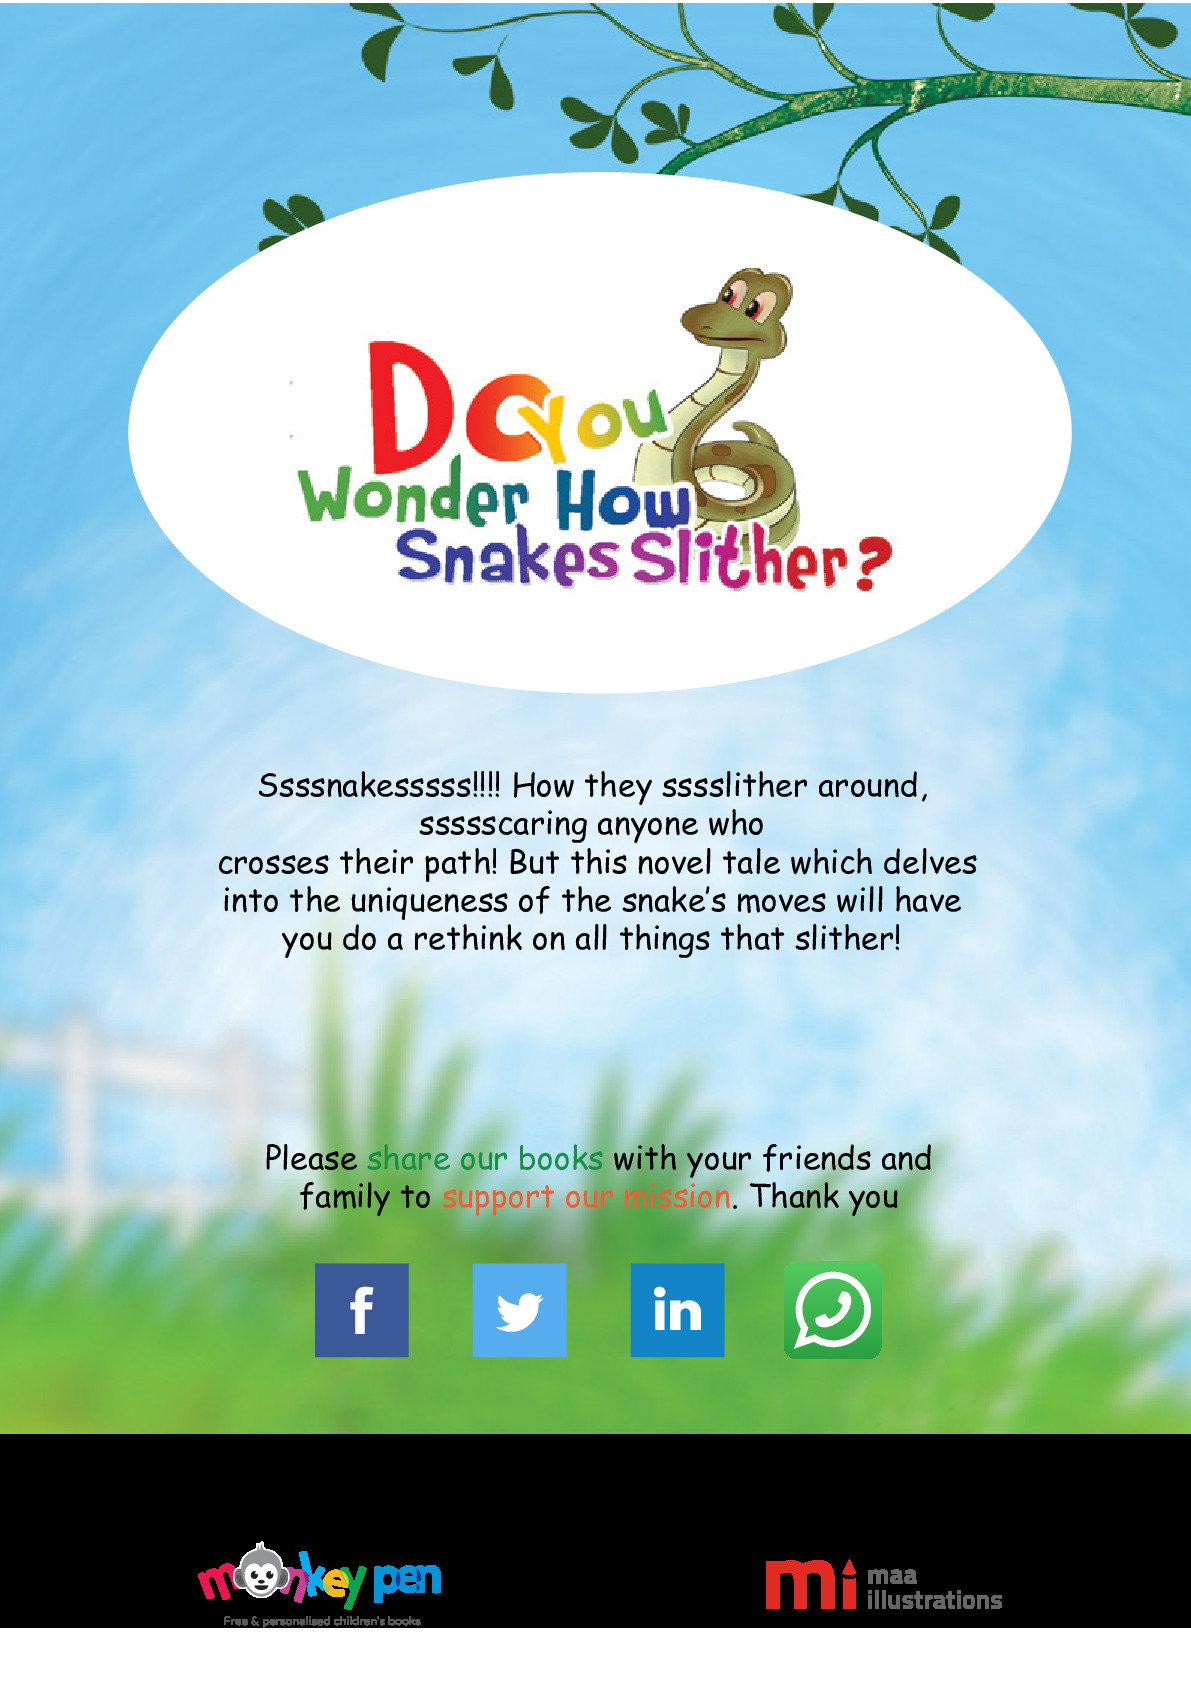 Do you
Wonder How
Snakes Slither?
Ssssnakesssss!!!! How they sssslither around,
ssssscaring anyone who
crosses their path! But this novel tale which delves
into the uniqueness of the snake's moves will have
you do a rethink on all things that slither!
Please share our books with your friends and
family to support our mission. Thank you
f
in
monkey pen
Free & personalised children's books
mi maa
illustrations